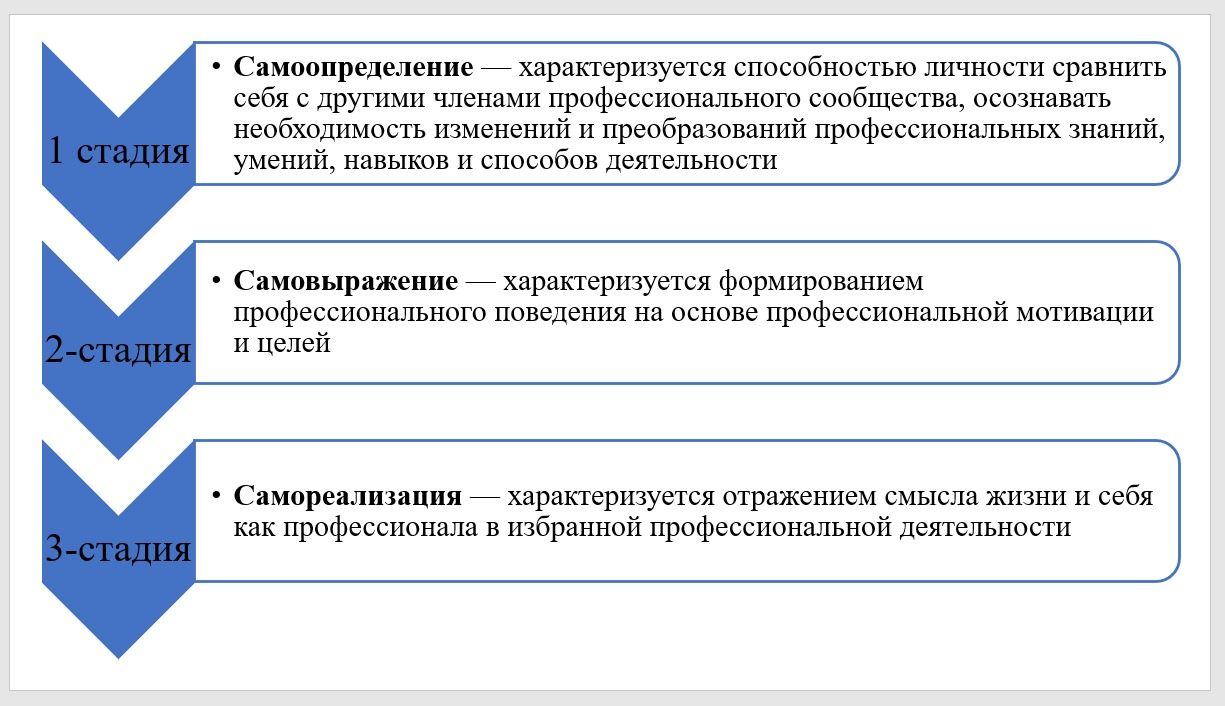 1 стадия
• Самоопределение — характеризуется способностью личности сравнить
себя с другими членами профессионального сообщества, осознавать
необходимость изменений и преобразований профессиональных знаний,
умений, навыков и способов деятельности
2-стадия
• Самовыражение — характеризуется формированием
профессионального поведения на основе профессиональной мотивации
и целей
3-стадия
• Самореализация — характеризуется отражением смысла жизни и себя
как профессионала в избранной профессиональной деятельности